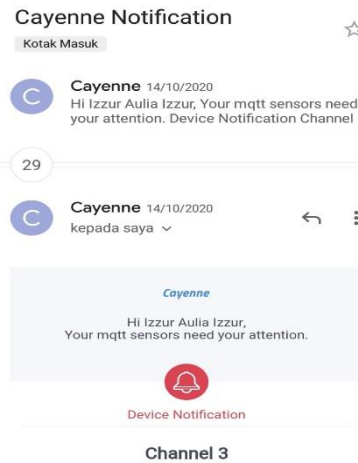 Cayenne Notification
Kotak Masuk
C
Cayenne 14/10/2020
Hi Izzur Aulia Izzur, Your mqtt sensors need
your attention. Device Notification Channel
29
C
Cayenne 14/10/2020
kepada saya
Cayenne
Hi Izzur Aulia Izzur,
Your mqtt sensors need your attention.
Device Notification
Channel 3